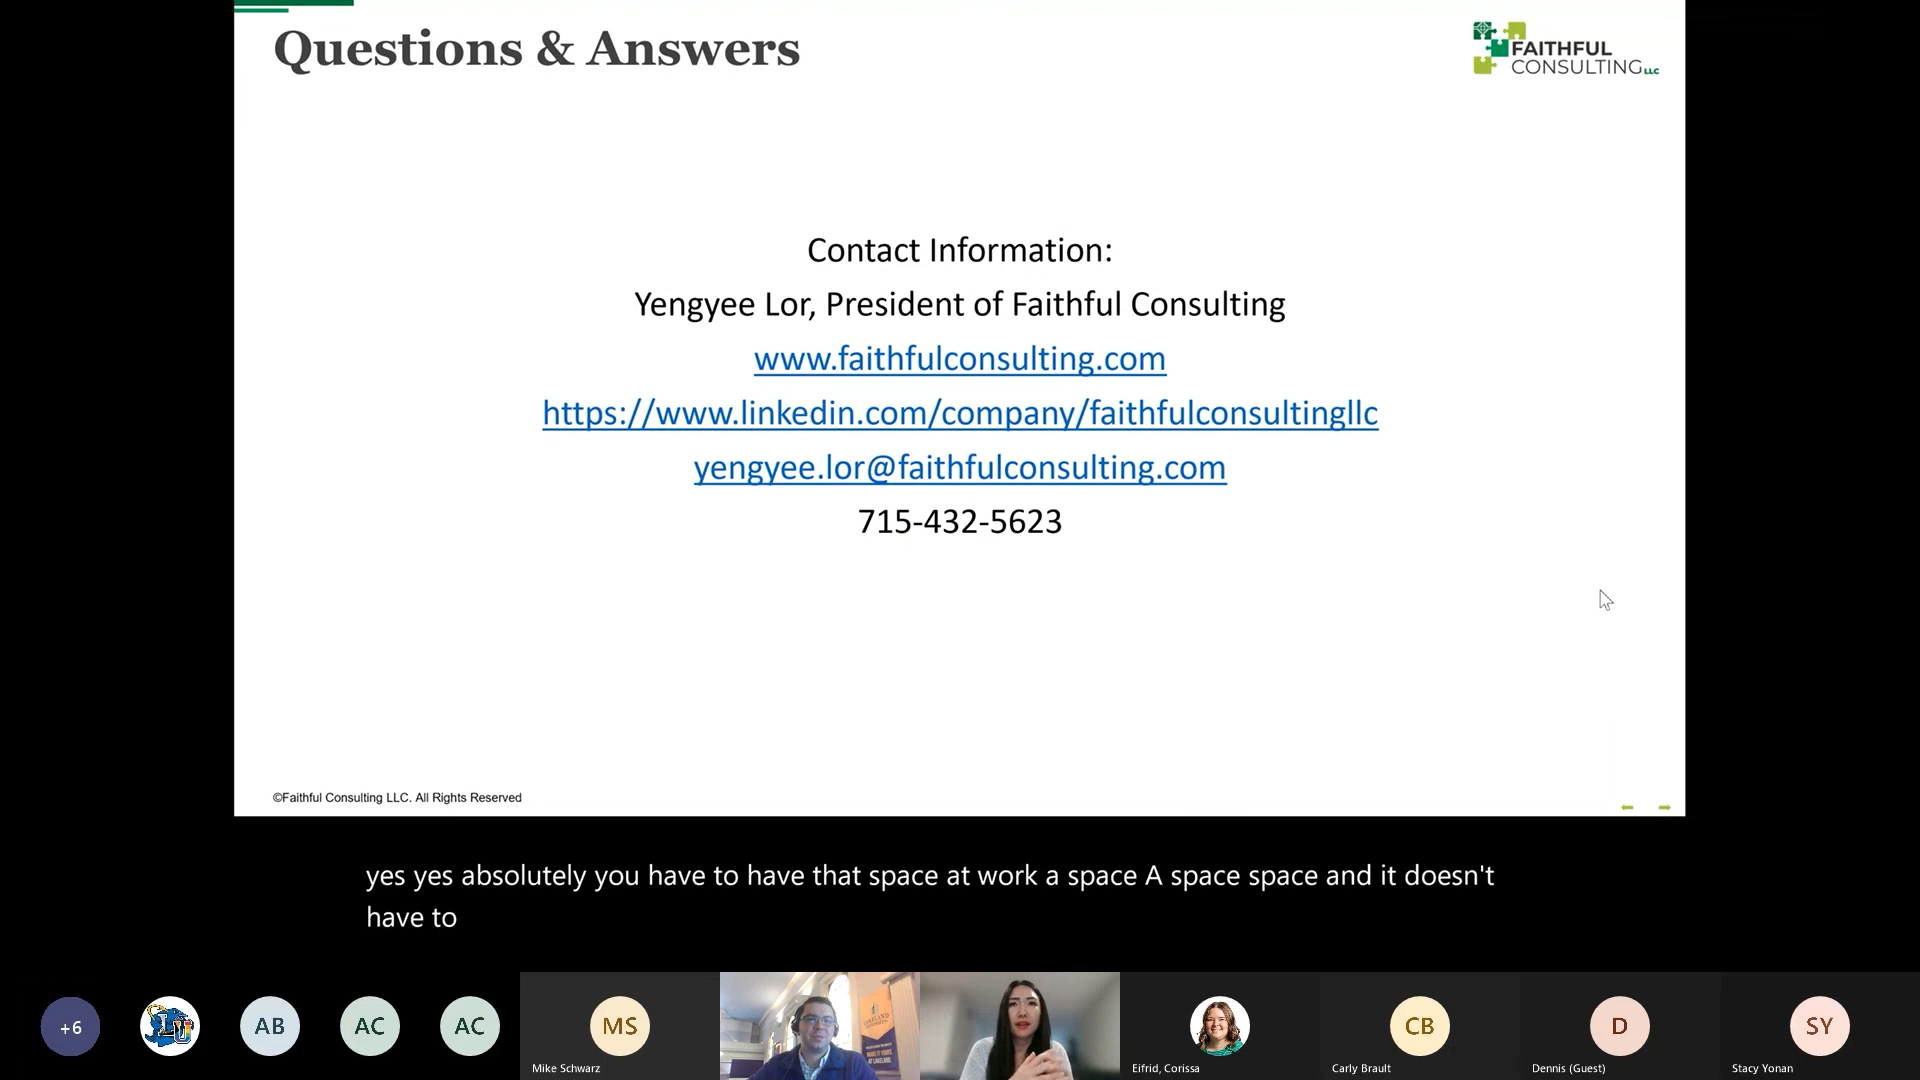 Questions & Answers
FAITHFUL
CONSULTING LLC
Contact Information:
Yengyee Lor, President of Faithful Consulting
www.faithfulconsulting.com
https://www.linkedin.com/company/faithfulconsultingllc
yengyee.lor@faithfulconsulting.com
715-432-5623
©Faithful Consulting LLC. All Rights Reserved
yes yes absolutely you have to have that space at work a space A space space and it doesn't
have to
+6
LU
AB
AC
AC
MS
Mike Schwarz
LAKELAND
Eifrid, Corissa
CB
Carly Brault
D
Dennis (Guest)
SY
Stacy Yonan